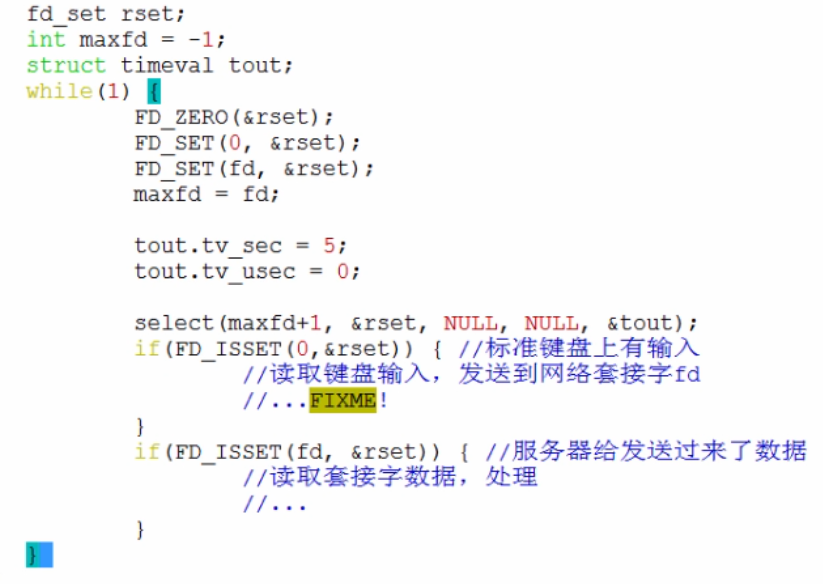 fd_set rset;
int maxfd = -1;
struct timeval tout;
while(1) {
        FD_ZERO(&rset);
        FD_SET(0, &rset);
        FD_SET(fd, &rset);
        maxfd = fd;

        tout.tv_sec = 5;
        tout.tv_usec = 0;

        select(maxfd+1, &rset, NULL, NULL, &tout);
        if(FD_ISSET(0,&rset)) { //标准键盘上有输入
                //读取键盘输入，发送到网络套接字fd
                //...FIXME!
        }
        if(FD_ISSET(fd, &rset)) { //服务器给发送过来了数据
                //读取套接字数据，处理
                //...
        }
}